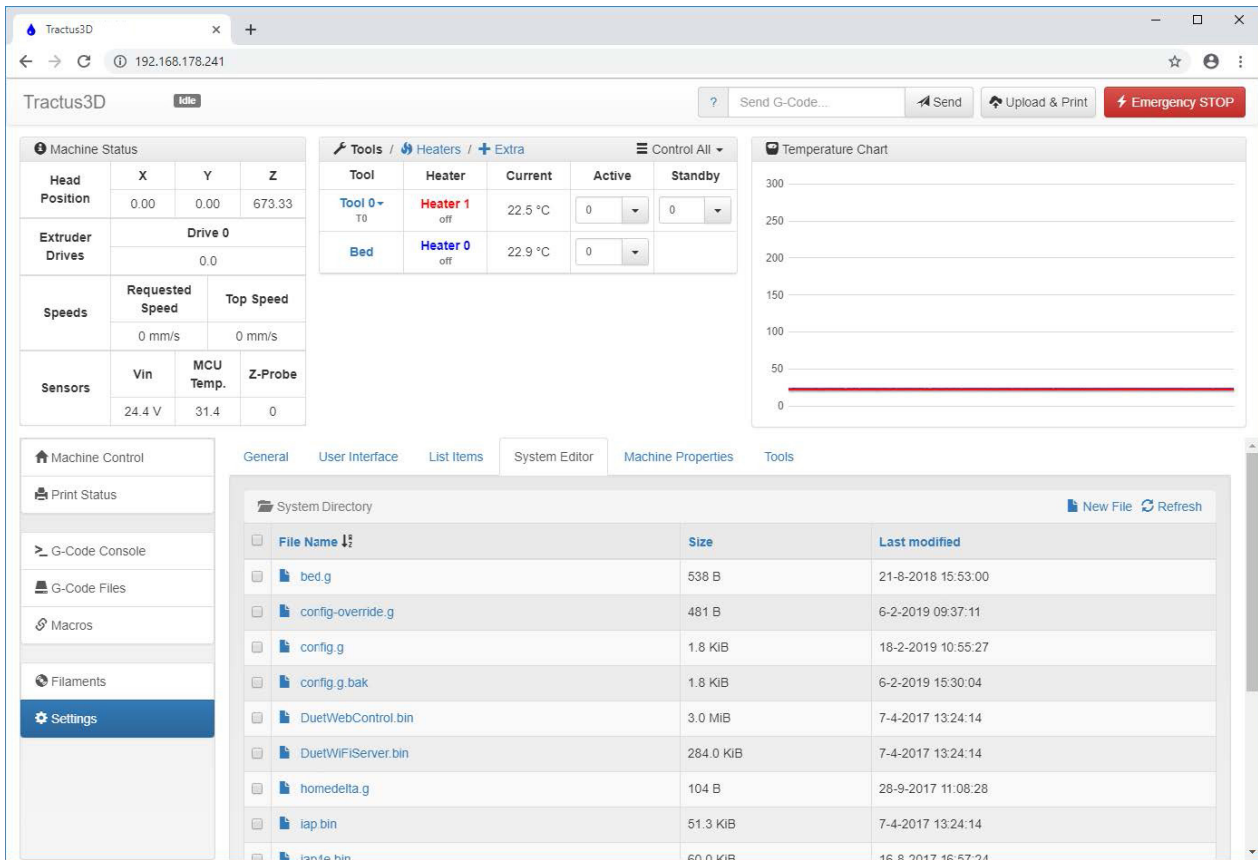 Tractus3D
192.168.178.241
Tractus3D Idle ? Send G-Code... Send Upload & Print Emergency STOP
Machine Status
Head Position X Y Z
0.00 0.00 673.33
Extruder Drives Drive 0
0.0
Speeds Requested Speed Top Speed
0 mm/s 0 mm/s
Sensors Vin MCU Temp. Z-Probe
24.4 V 31.4 0
Tools / Heaters / Extra Control All
Tool Heater Current Active Standby
Tool 0 T0 Heater 1 off 22.5 °C 0 0
Bed Heater 0 off 22.9 °C 0
Temperature Chart
300
250
200
150
100
50
0
Machine Control
Print Status
G-Code Console
G-Code Files
Macros
Filaments
Settings
General User Interface List Items System Editor Machine Properties Tools
System Directory New File Refresh
File Name Size Last modified
bed.g 538 B 21-8-2018 15:53:00
config-override.g 481 B 6-2-2019 09:37:11
config.g 1.8 KiB 18-2-2019 10:55:27
config.g.bak 1.8 KiB 6-2-2019 15:30:04
DuetWebControl.bin 3.0 MiB 7-4-2017 13:24:14
DuetWiFiServer.bin 284.0 KiB 7-4-2017 13:24:14
homedelta.g 104 B 28-9-2017 11:08:28
iap.bin 51.3 KiB 7-4-2017 13:24:14
60.0 KiB 16-8-2017 16:57:24